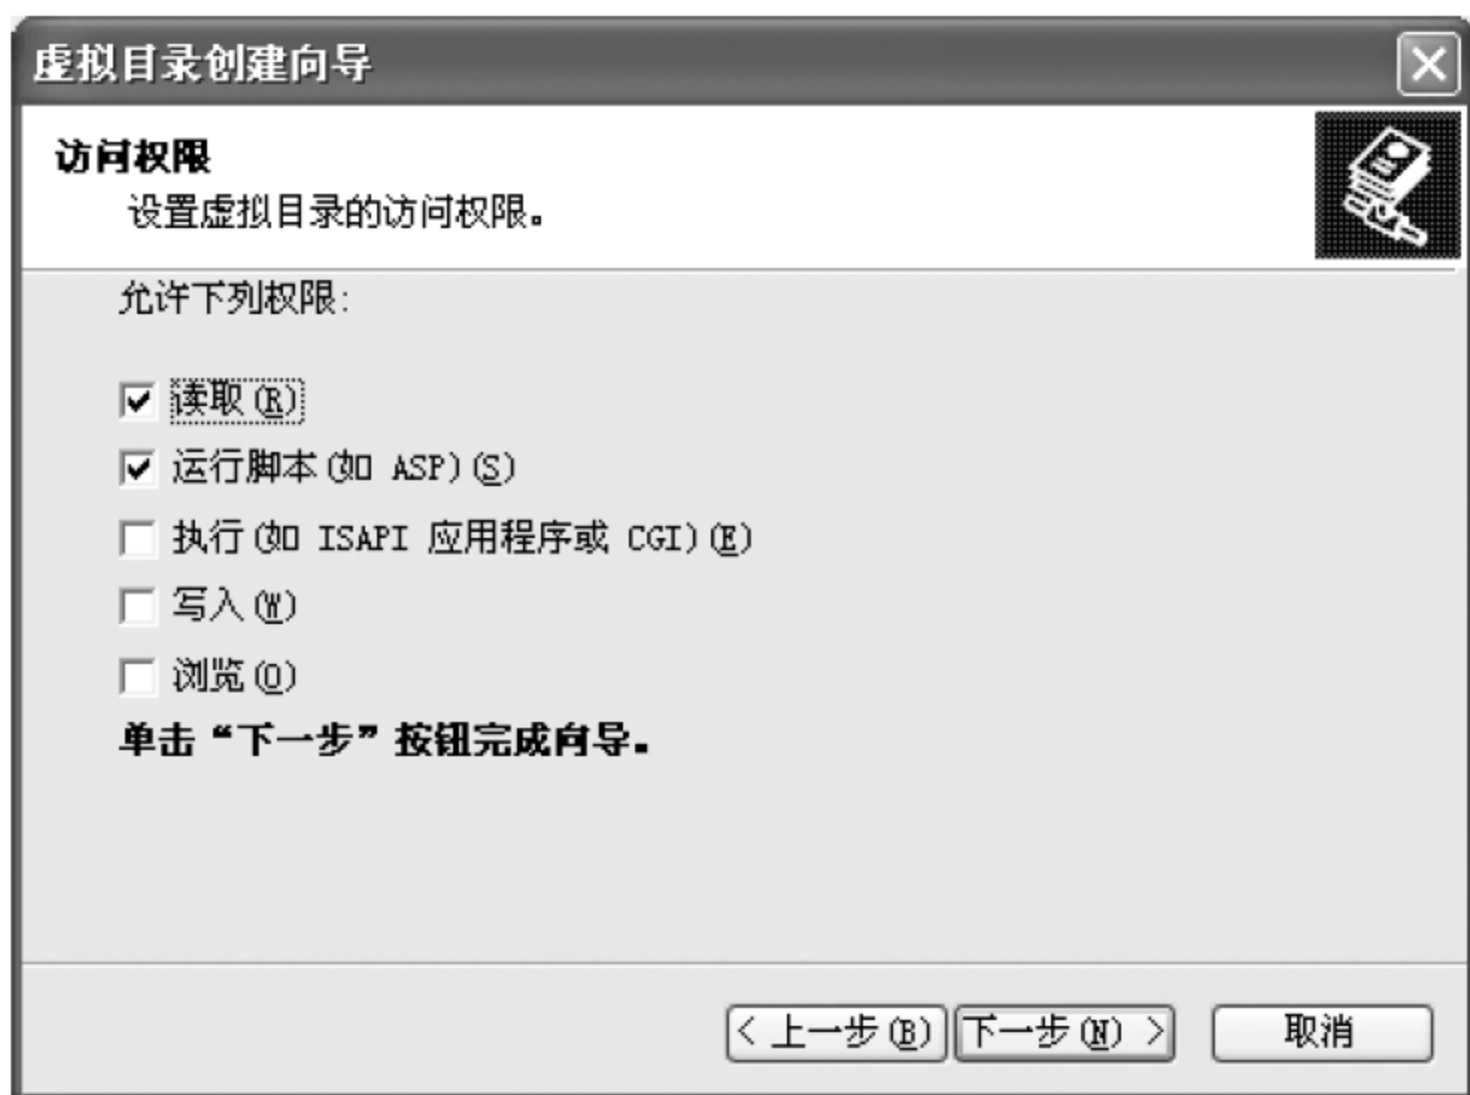 虚拟目录创建向导
访问权限
设置虚拟目录的访问权限。
允许下列权限:
读取(R)
运行脚本(如 ASP)(S)
执行(如 ISAPI 应用程序或 CGI)(E)
写入(W)
浏览(O)
单击“下一步”按钮完成向导。
< 上一步(B) 下一步(N) > 取消